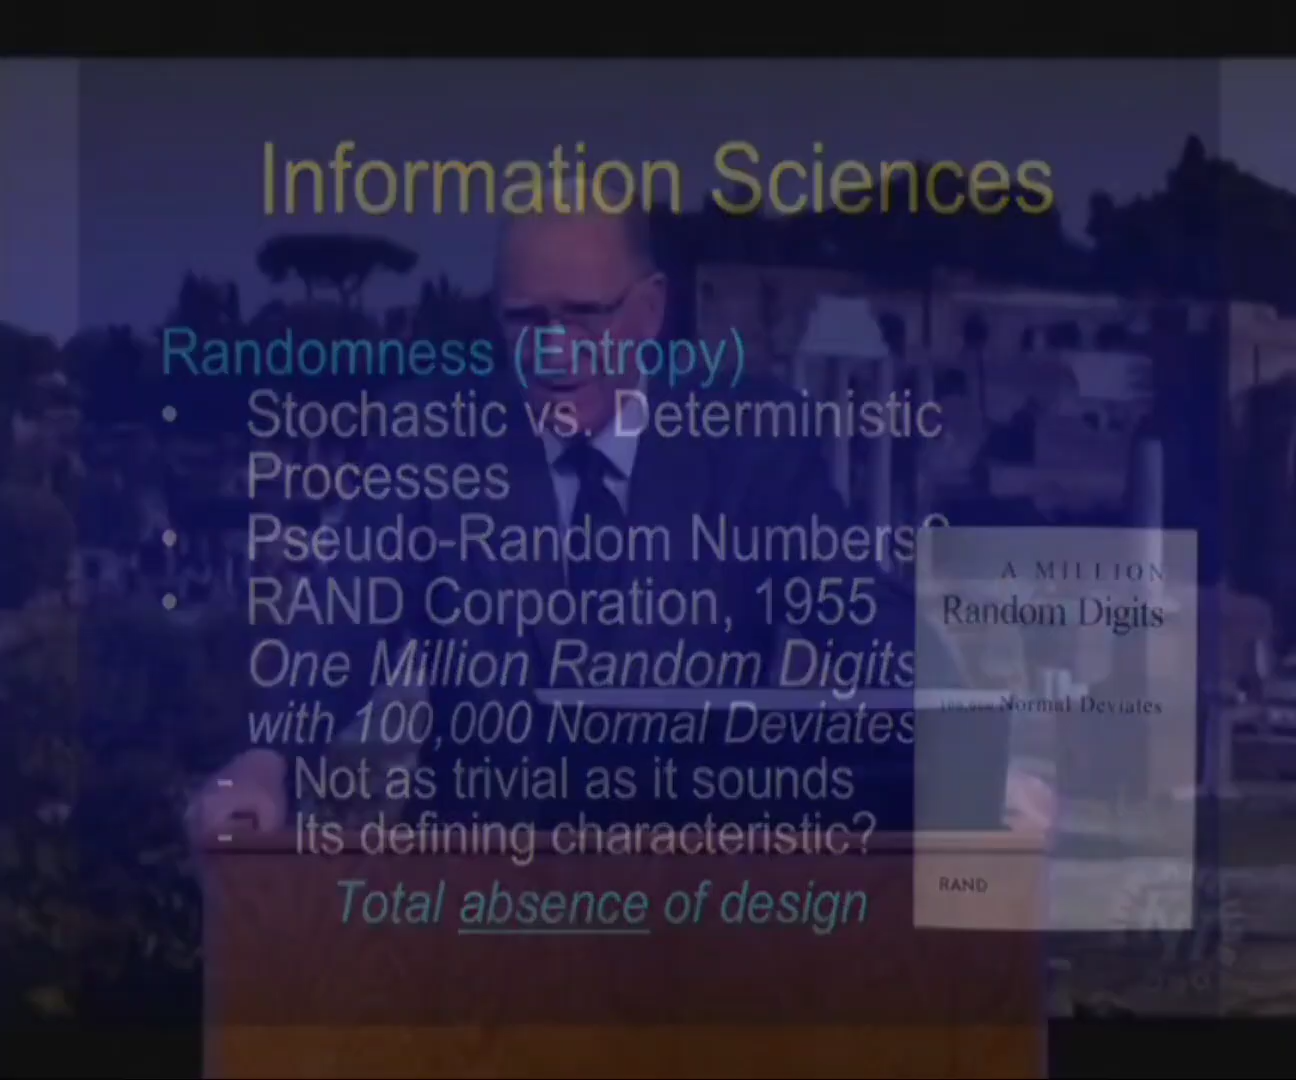 Information Sciences
Randomness (Entropy)
• Stochastic vs. Deterministic
Processes
• Pseudo-Random Numbers?
• RAND Corporation, 1955
One Million Random Digits
with 100,000 Normal Deviates
- Not as trivial as it sounds
- Its defining characteristic?
Total absence of design
A MILLION
Random Digits
100,000 Normal Deviates
RAND